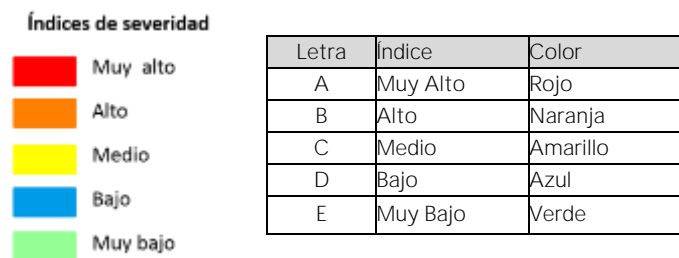 Índices de severidad
Muy alto
Alto
Medio
Bajo
Muy bajo
Letra Índice Color
A Muy Alto Rojo
B Alto Naranja
C Medio Amarillo
D Bajo Azul
E Muy Bajo Verde